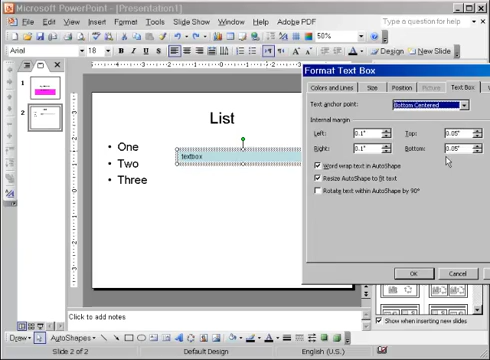 Microsoft PowerPoint - [Presentation1]
File Edit View Insert Format Tools Slide Show Window Help Adobe PDF
Type a question for help
58%
Arial
18
B I U S
Design
New Slide
1
2
List
• One
• Two
• Three
textbox
Format Text Box
Colors and Lines
Size
Position
Picture
Text Box
Text anchor point:
Bottom Centered
Internal margin
Left:
0.1"
Top:
0.05"
Right:
0.1"
Bottom:
0.05"
Word wrap text in AutoShape
Resize AutoShape to fit text
Rotate text within AutoShape by 90°
OK
Cancel
Show when inserting new slides
Click to add notes
Draw
AutoShapes
Slide 2 of 2
Default Design
English (U.S.)